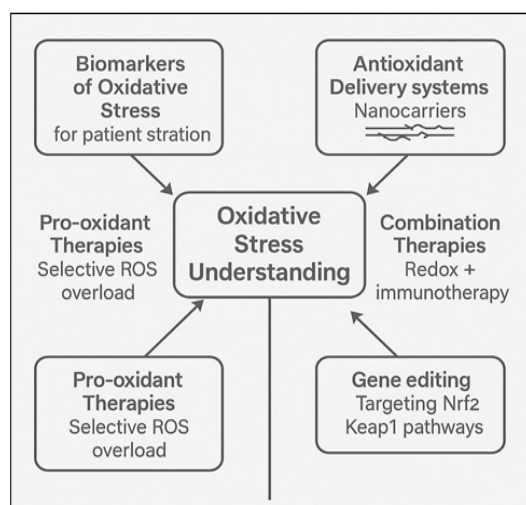 Biomarkers
of Oxidative
Stress
for patient stration
Antioxidant
Delivery systems
Nanocarriers
Pro-oxidant
Therapies
Selective ROS
overload
Oxidative
Stress
Understanding
Combination
Therapies
Redox +
immunotherapy
Pro-oxidant
Therapies
Selective ROS
overload
Gene editing
Targeting Nrf2
Keap1 pathways